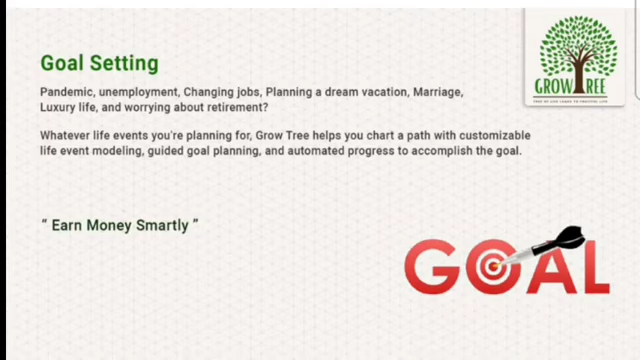 Goal Setting
GROW TREE
Pandemic, unemployment, Changing jobs, Planning a dream vacation, Marriage,
Luxury life, and worrying about retirement?
Whatever life events you're planning for, Grow Tree helps you chart a path with customizable
life event modeling, guided goal planning, and automated progress to accomplish the goal.
“ Earn Money Smartly ”
GOAL